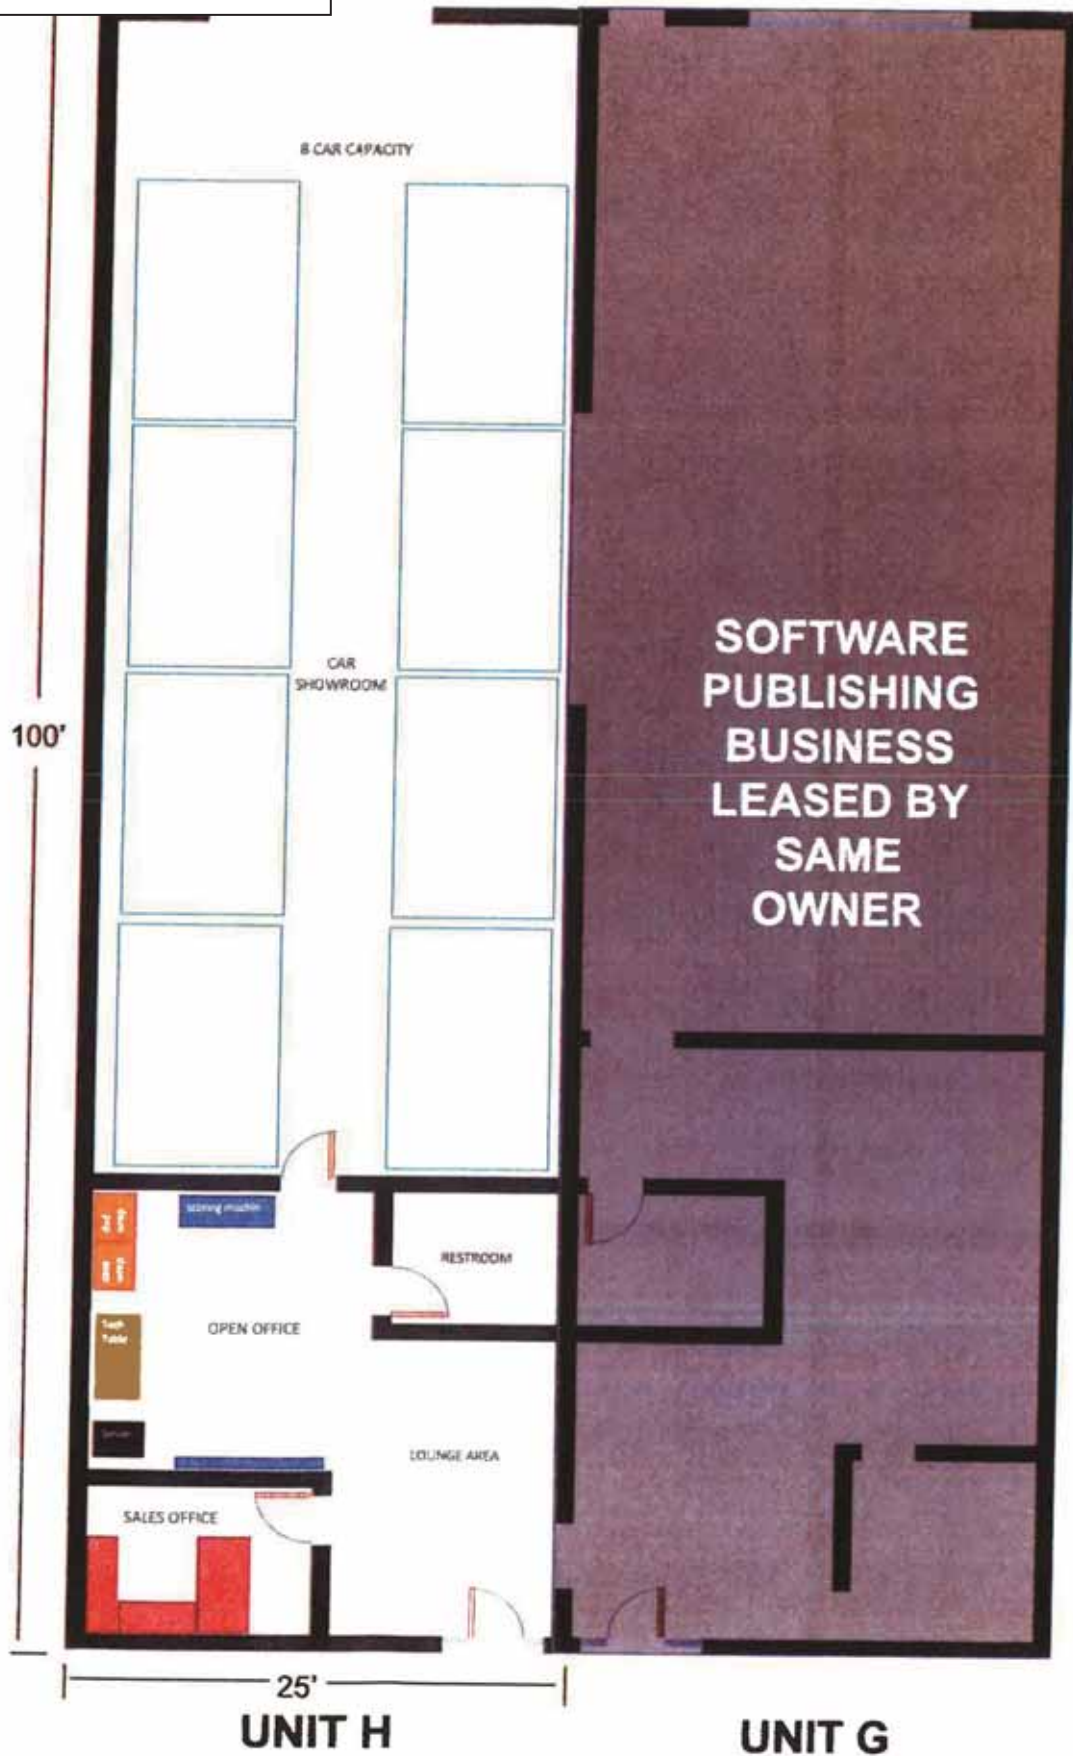 8 CAR CAPACITY
CAR
SHOWROOM
100'
SOFTWARE
PUBLISHING
BUSINESS
LEASED BY
SAME
OWNER
RESTROOM
OPEN OFFICE
Table
LOUNGE AREA
SALES OFFICE
25'
UNIT H
UNIT G